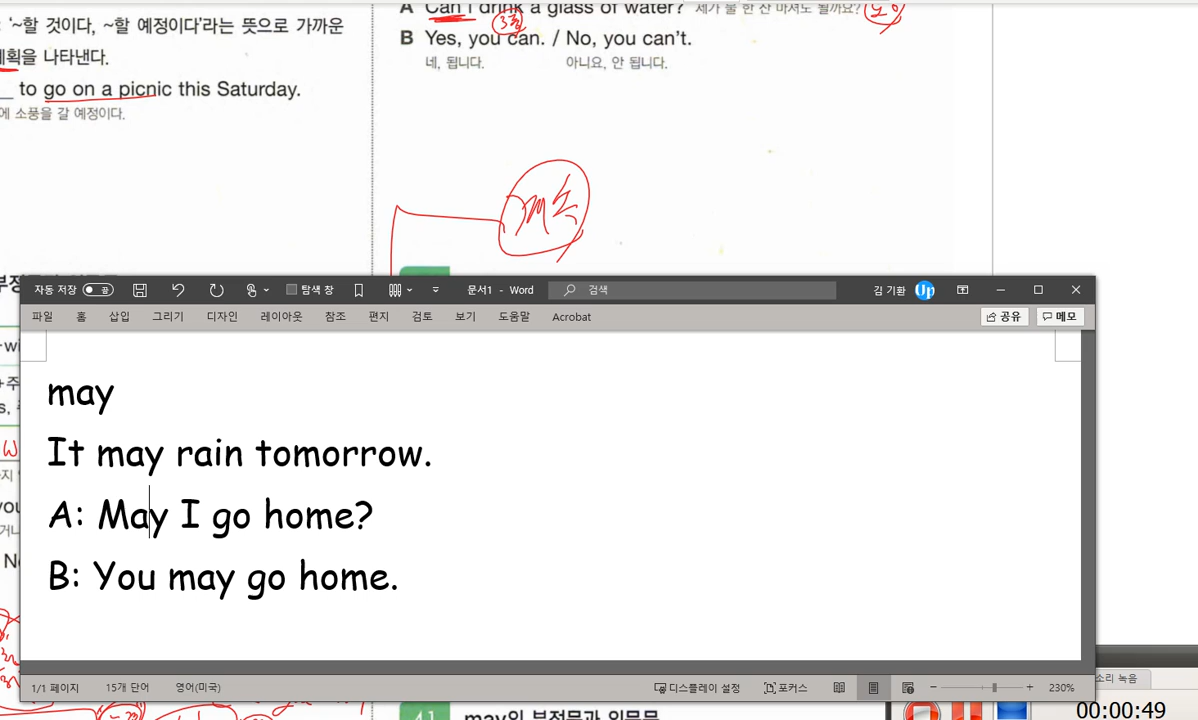 A Can I drink a glass of water? 제가 물 한 잔 마셔도 될까요?
: '~할 것이다, ~할 예정이다'라는 뜻으로 가까운
계획을 나타낸다.
B Yes, you can. / No, you can't.
네, 됩니다. 아니요, 안 됩니다.
__ to go on a picnic this Saturday.
에 소풍을 갈 예정이다.
계속
자동 저장 끔 탐색 창 문서1 - Word 검색 김 기환 Up
파일 홈 삽입 그리기 디자인 레이아웃 참조 편지 검토 보기 도움말 Acrobat 공유 메모
may
It may rain tomorrow.
A: May I go home?
B: You may go home.
1/1 페이지 15개 단어 영어(미국) 디스플레이 설정 포커스 230%
소리 녹음
41 may의 부정문과 의문문
00:00:49